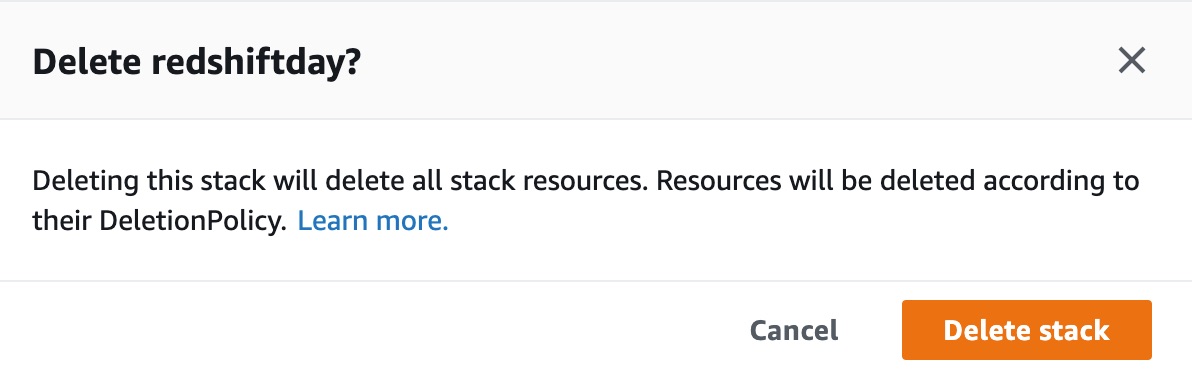 Delete redshiftday?
Deleting this stack will delete all stack resources. Resources will be deleted according to
their DeletionPolicy. Learn more.
Cancel
Delete stack